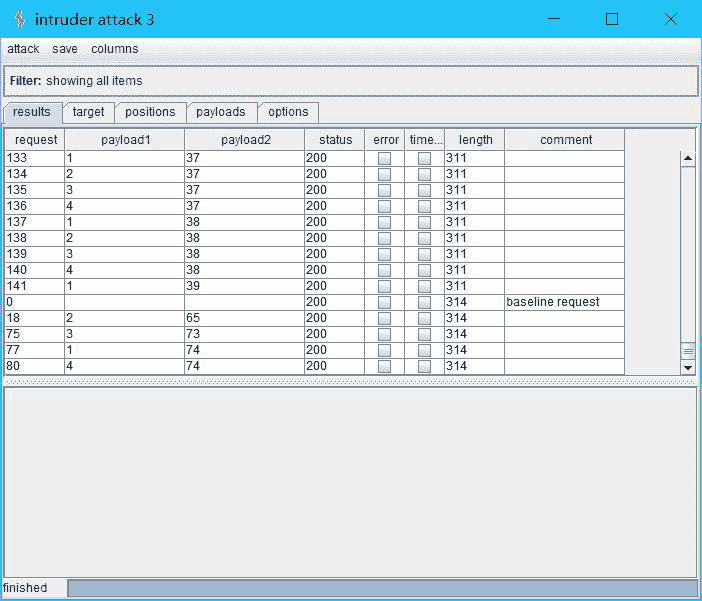 intruder attack 3
attack save columns
Filter: showing all items
results target positions payloads options
request payload1 payload2 status error time... length comment
133 1 37 200 311
134 2 37 200 311
135 3 37 200 311
136 4 37 200 311
137 1 38 200 311
138 2 38 200 311
139 3 38 200 311
140 4 38 200 311
141 1 39 200 311
0 200 314 baseline request
18 2 65 200 314
75 3 73 200 314
77 1 74 200 314
80 4 74 200 314
finished